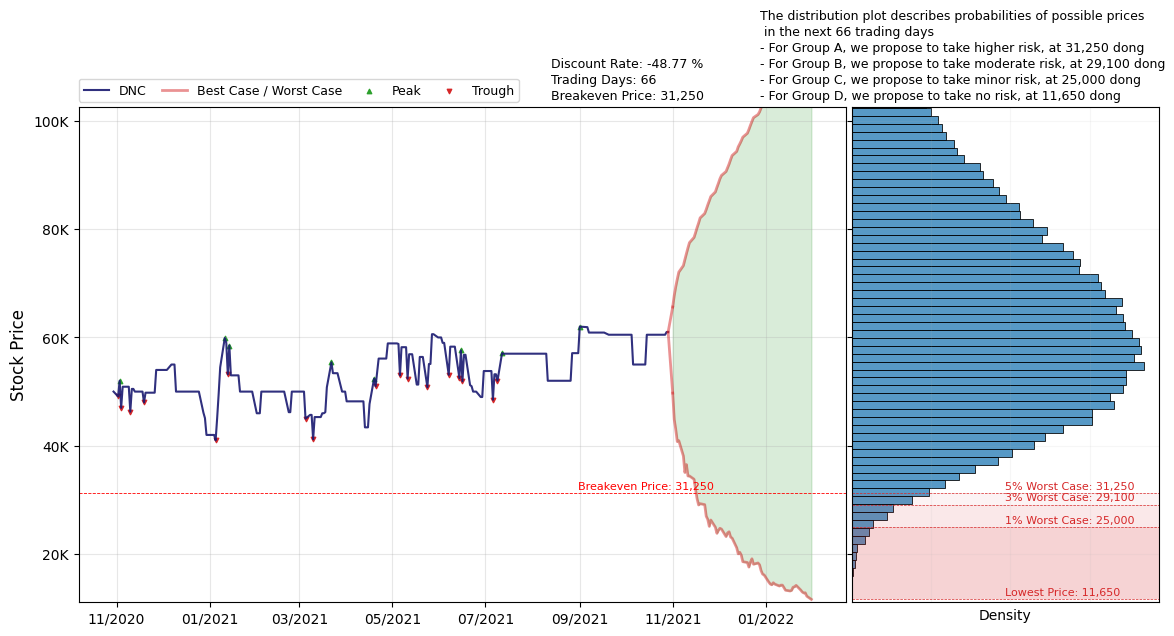 The distribution plot describes probabilities of possible prices
in the next 66 trading days
- For Group A, we propose to take higher risk, at 31,250 dong
- For Group B, we propose to take moderate risk, at 29,100 dong
- For Group C, we propose to take minor risk, at 25,000 dong
- For Group D, we propose to take no risk, at 11,650 dong
Discount Rate: -48.77 %
Trading Days: 66
Breakeven Price: 31,250
DNC
Best Case / Worst Case
Peak
Trough
Stock Price
100K
80K
60K
40K
20K
Breakeven Price: 31,250
11/2020
01/2021
03/2021
05/2021
07/2021
09/2021
11/2021
01/2022
5% Worst Case: 31,250
3% Worst Case: 29,100
1% Worst Case: 25,000
Lowest Price: 11,650
Density